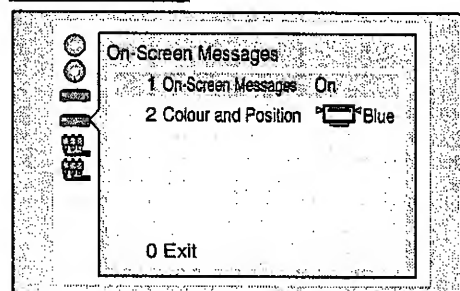 On-Screen Messages
1 On-Screen Messages On
2 Colour and Position Blue
0 Exit